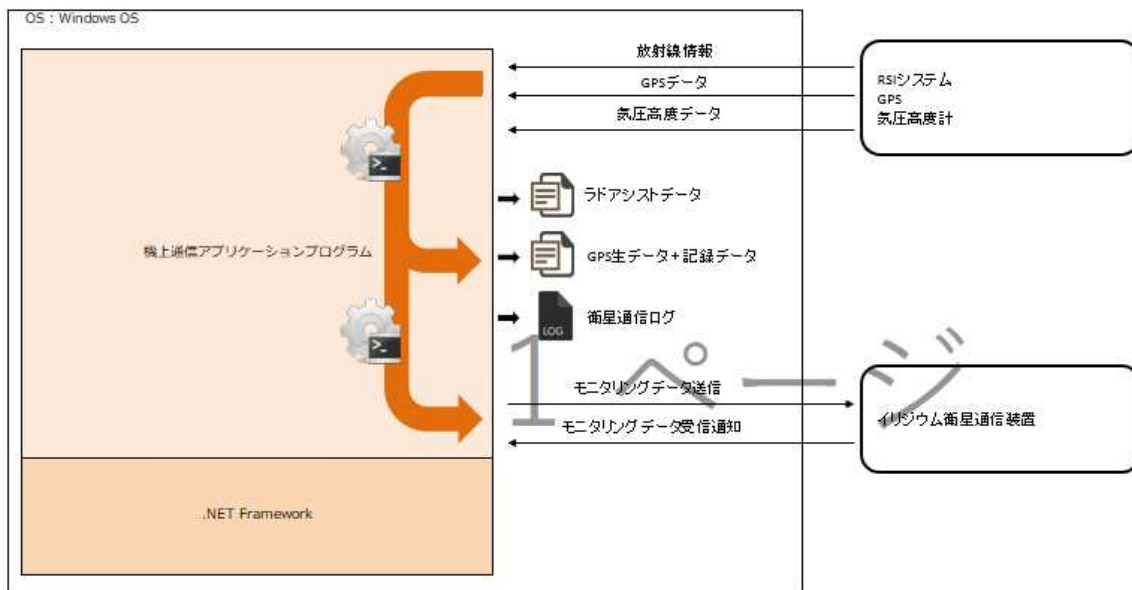 OS：Windows OS
放射線情報
GPSデータ
気圧高度データ
RSIシステム
GPS
気圧高度計
ラドアシストデータ
機上通信アプリケーションプログラム
GPS生データ+記録データ
LOG
衛星通信ログ
1 ページ
モニタリングデータ送信
モニタリングデータ受信通知
イリジウム衛星通信装置
.NET Framework